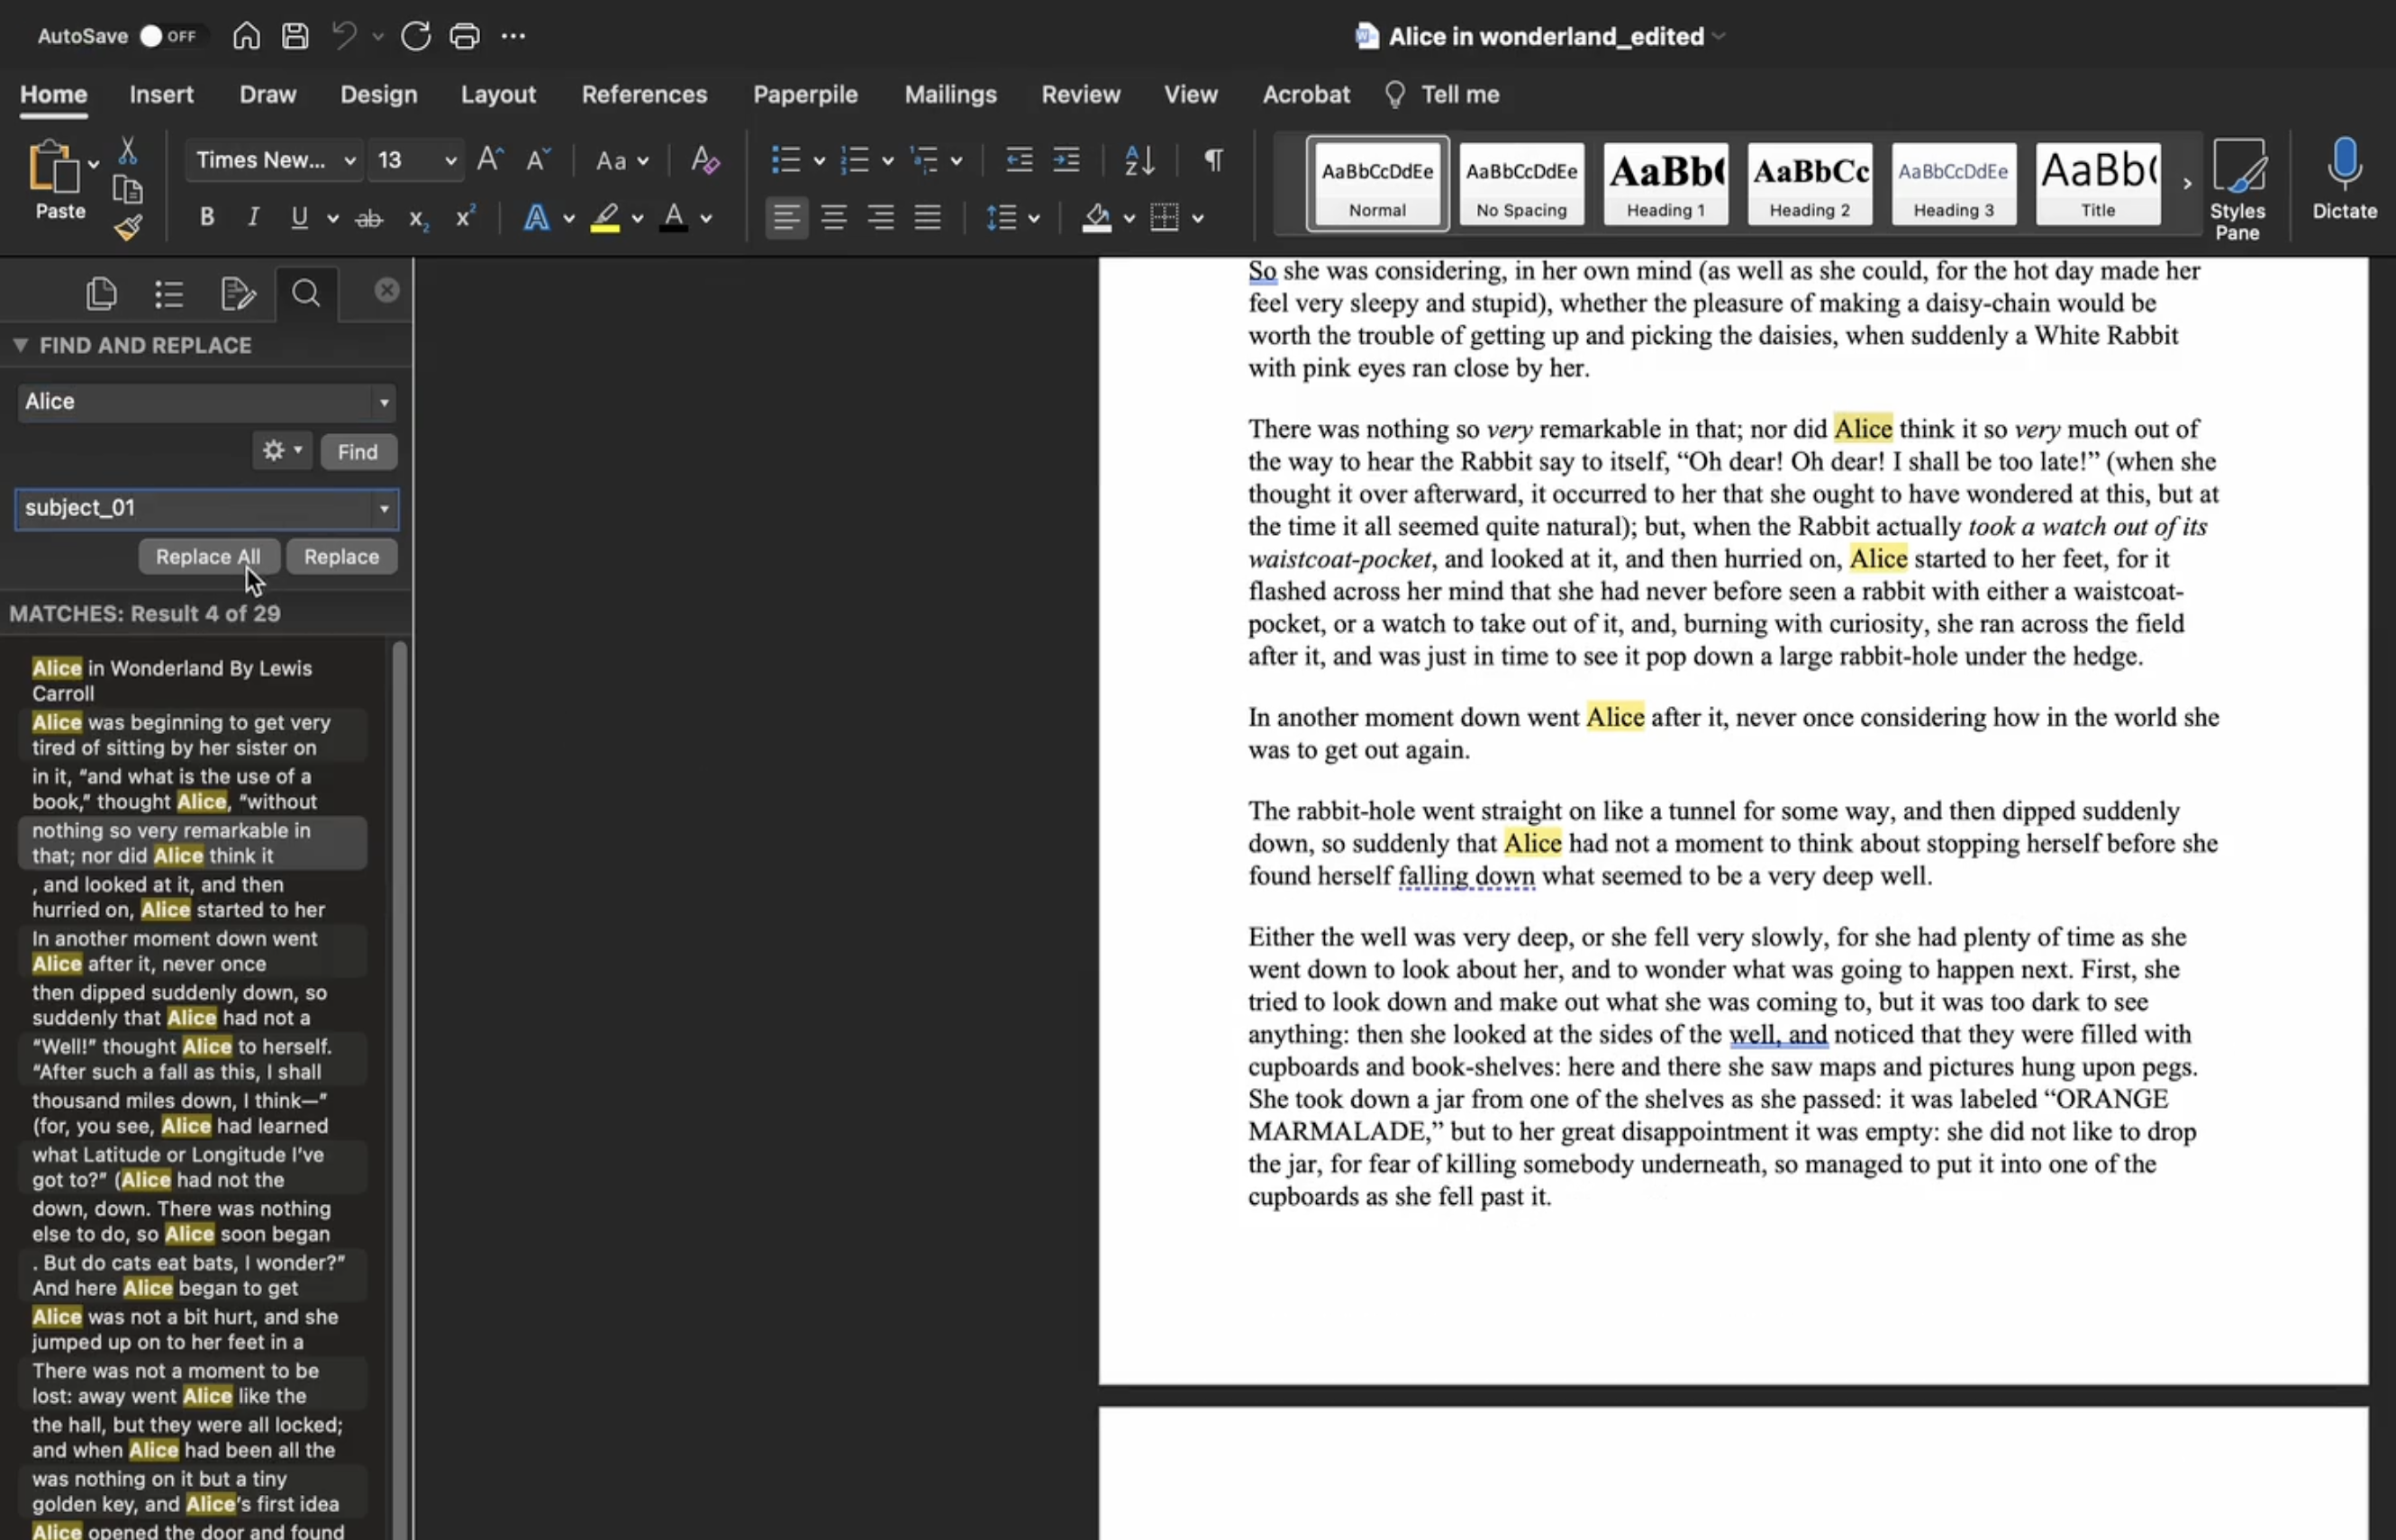 AutoSave OFF
Alice in wonderland_edited
Home Insert Draw Design Layout References Paperpile Mailings Review View Acrobat Tell me
Paste
Times New... 13 Aa
AaBbCcDdEe AaBbCcDdEe AaBb( AaBbCc AaBbCcDdEe AaBb(
Normal No Spacing Heading 1 Heading 2 Heading 3 Title
Styles
Pane
Dictate
B I U ab x₂ x² A A
FIND AND REPLACE
Alice
Find
subject_01
Replace All Replace
MATCHES: Result 4 of 29
Alice in Wonderland By Lewis
Carroll
Alice was beginning to get very
tired of sitting by her sister on
in it, “and what is the use of a
book,” thought Alice, “without
nothing so very remarkable in
that; nor did Alice think it
, and looked at it, and then
hurried on, Alice started to her
In another moment down went
Alice after it, never once
then dipped suddenly down, so
suddenly that Alice had not a
“Well!” thought Alice to herself.
“After such a fall as this, I shall
thousand miles down, I think—”
(for, you see, Alice had learned
what Latitude or Longitude I’ve
got to?” (Alice had not the
down, down. There was nothing
else to do, so Alice soon began
. But do cats eat bats, I wonder?”
And here Alice began to get
Alice was not a bit hurt, and she
jumped up on to her feet in a
There was not a moment to be
lost: away went Alice like the
the hall, but they were all locked;
and when Alice had been all the
was nothing on it but a tiny
golden key, and Alice’s first idea
Alice opened the door and found
So she was considering, in her own mind (as well as she could, for the hot day made her
feel very sleepy and stupid), whether the pleasure of making a daisy-chain would be
worth the trouble of getting up and picking the daisies, when suddenly a White Rabbit
with pink eyes ran close by her.
There was nothing so very remarkable in that; nor did Alice think it so very much out of
the way to hear the Rabbit say to itself, “Oh dear! Oh dear! I shall be too late!” (when she
thought it over afterward, it occurred to her that she ought to have wondered at this, but at
the time it all seemed quite natural); but, when the Rabbit actually took a watch out of its
waistcoat-pocket, and looked at it, and then hurried on, Alice started to her feet, for it
flashed across her mind that she had never before seen a rabbit with either a waistcoat-
pocket, or a watch to take out of it, and, burning with curiosity, she ran across the field
after it, and was just in time to see it pop down a large rabbit-hole under the hedge.
In another moment down went Alice after it, never once considering how in the world she
was to get out again.
The rabbit-hole went straight on like a tunnel for some way, and then dipped suddenly
down, so suddenly that Alice had not a moment to think about stopping herself before she
found herself falling down what seemed to be a very deep well.
Either the well was very deep, or she fell very slowly, for she had plenty of time as she
went down to look about her, and to wonder what was going to happen next. First, she
tried to look down and make out what she was coming to, but it was too dark to see
anything: then she looked at the sides of the well, and noticed that they were filled with
cupboards and book-shelves: here and there she saw maps and pictures hung upon pegs.
She took down a jar from one of the shelves as she passed: it was labeled “ORANGE
MARMALADE,” but to her great disappointment it was empty: she did not like to drop
the jar, for fear of killing somebody underneath, so managed to put it into one of the
cupboards as she fell past it.